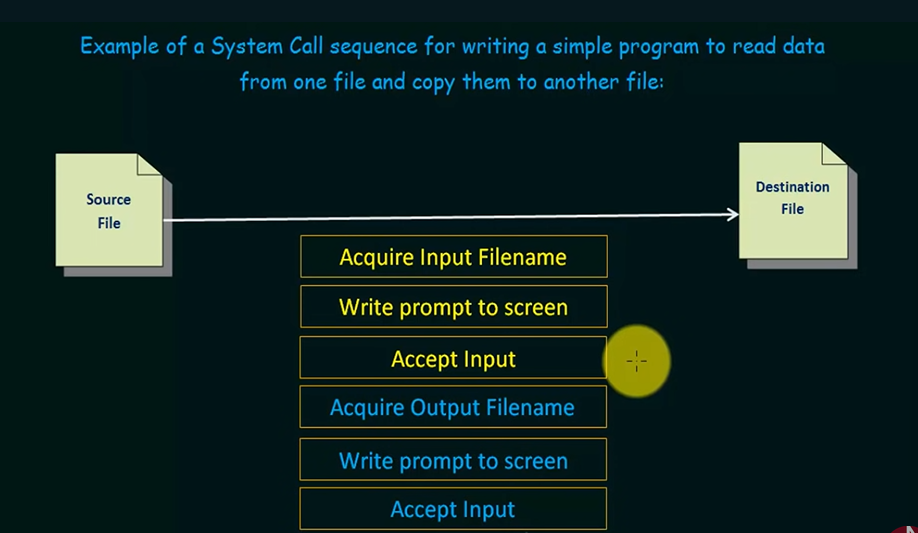 Example of a System Call sequence for writing a simple program to read data
from one file and copy them to another file:
Source
File
Destination
File
Acquire Input Filename
Write prompt to screen
Accept Input
Acquire Output Filename
Write prompt to screen
Accept Input